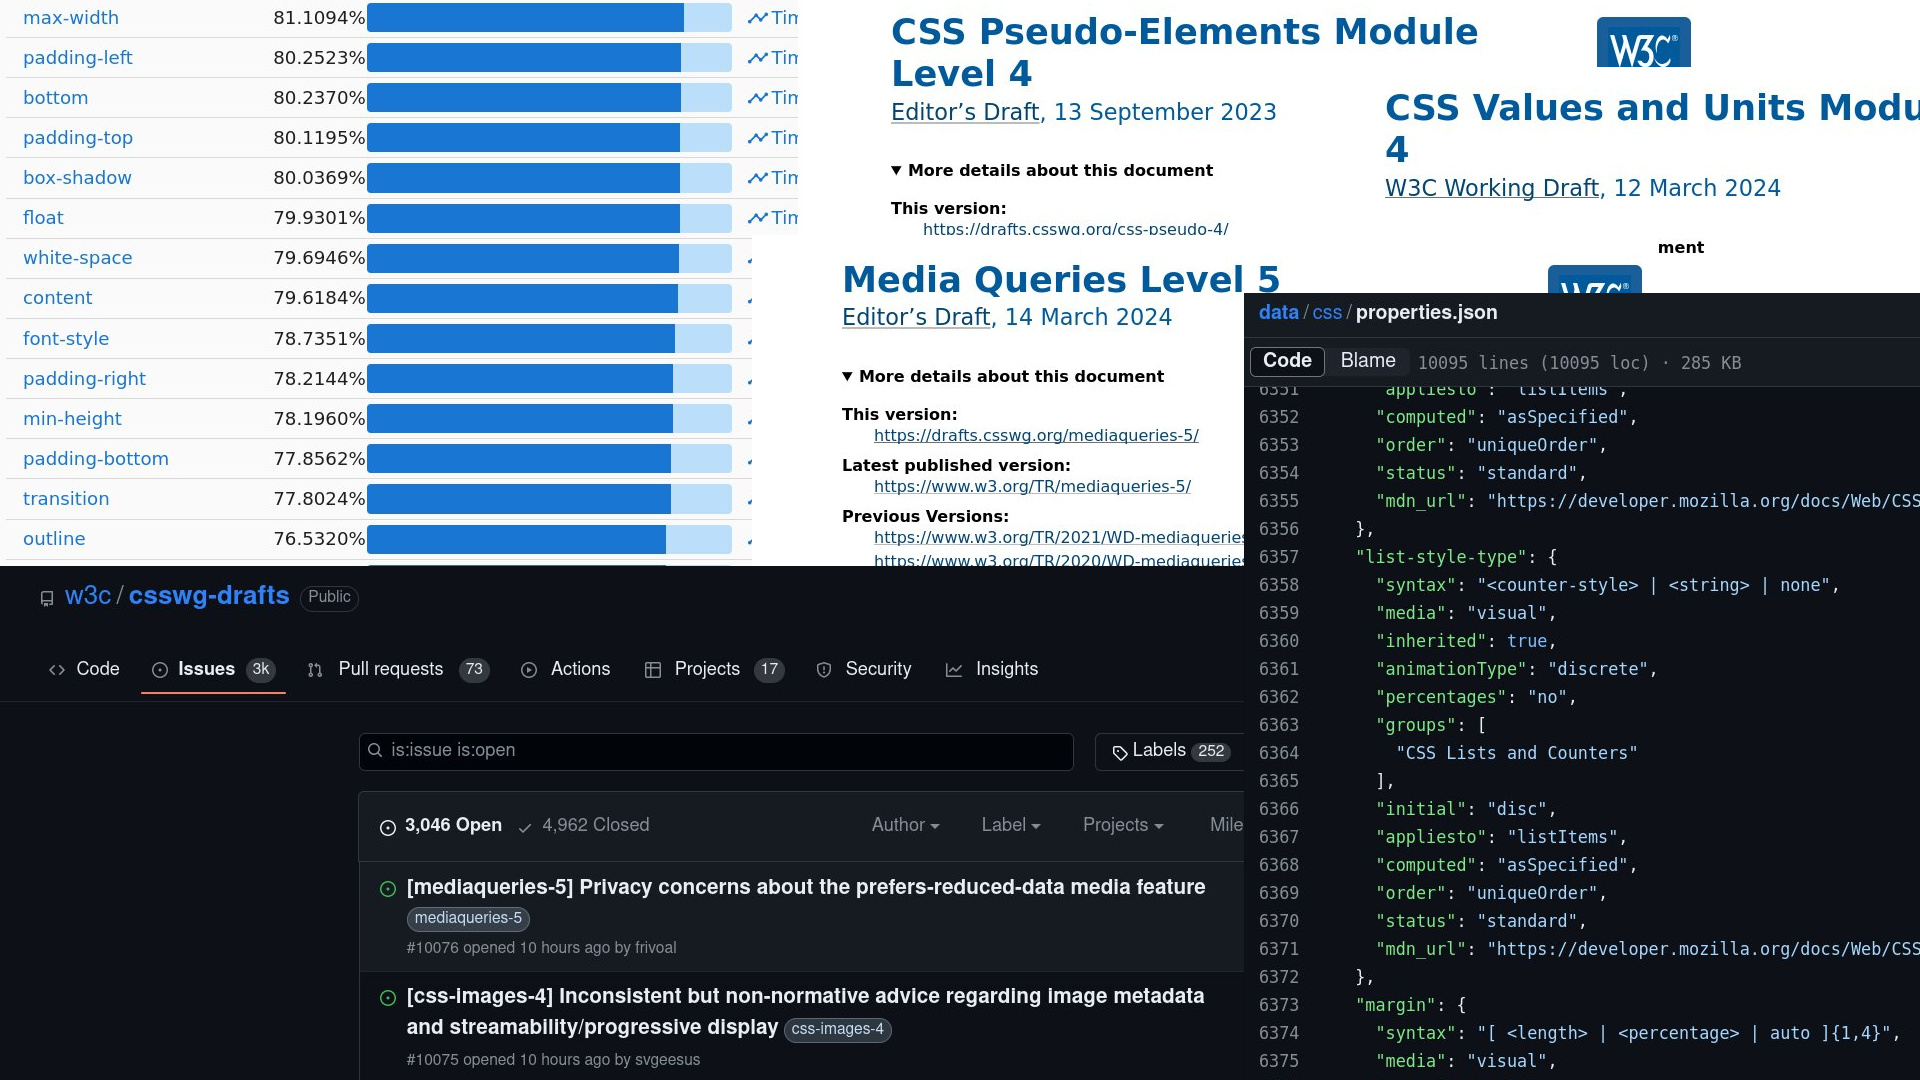 max-width 81.1094% Tim
padding-left 80.2523% Tim
bottom 80.2370% Tim
padding-top 80.1195% Tim
box-shadow 80.0369% Tim
float 79.9301% Tim
white-space 79.6946%
content 79.6184%
font-style 78.7351%
padding-right 78.2144%
min-height 78.1960%
padding-bottom 77.8562%
transition 77.8024%
outline 76.5320%
CSS Pseudo-Elements Module
Level 4
Editor’s Draft, 13 September 2023
▼ More details about this document
This version:
https://drafts.csswg.org/css-pseudo-4/
W3C®
CSS Values and Units Modu
4
W3C Working Draft, 12 March 2024
ment
Media Queries Level 5
Editor’s Draft, 14 March 2024
W3C®
▼ More details about this document
This version:
https://drafts.csswg.org/mediaqueries-5/
Latest published version:
https://www.w3.org/TR/mediaqueries-5/
Previous Versions:
https://www.w3.org/TR/2021/WD-mediaqueries
https://www.w3.org/TR/2020/WD-mediaqueries
w3c / csswg-drafts Public
Code Issues 3k Pull requests 73 Actions Projects 17 Security Insights
is:issue is:open Labels 252
3,046 Open 4,962 Closed Author Label Projects Mile
[mediaqueries-5] Privacy concerns about the prefers-reduced-data media feature
mediaqueries-5
#10076 opened 10 hours ago by frivoal
[css-images-4] Inconsistent but non-normative advice regarding image metadata
and streamability/progressive display css-images-4
#10075 opened 10 hours ago by svgeesus
data / css / properties.json
Code Blame 10095 lines (10095 loc) · 285 KB
6351 "appliesto": "listItems",
6352 "computed": "asSpecified",
6353 "order": "uniqueOrder",
6354 "status": "standard",
6355 "mdn_url": "https://developer.mozilla.org/docs/Web/CSS
6356 },
6357 "list-style-type": {
6358 "syntax": "<counter-style> | <string> | none",
6359 "media": "visual",
6360 "inherited": true,
6361 "animationType": "discrete",
6362 "percentages": "no",
6363 "groups": [
6364 "CSS Lists and Counters"
6365 ],
6366 "initial": "disc",
6367 "appliesto": "listItems",
6368 "computed": "asSpecified",
6369 "order": "uniqueOrder",
6370 "status": "standard",
6371 "mdn_url": "https://developer.mozilla.org/docs/Web/CSS
6372 },
6373 "margin": {
6374 "syntax": "[ <length> | <percentage> | auto ]{1,4}",
6375 "media": "visual",